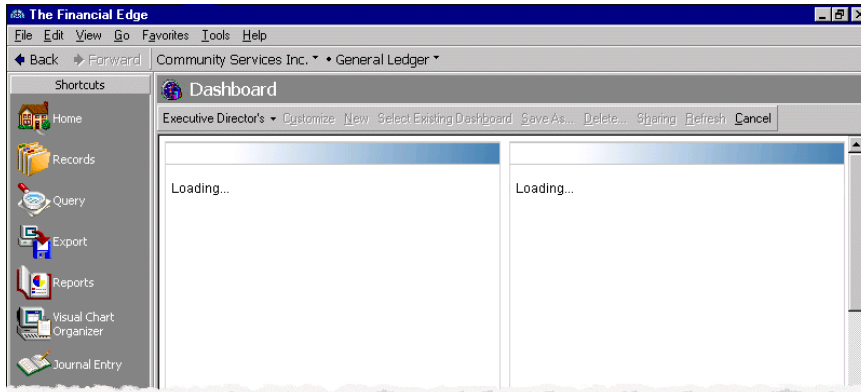 The Financial Edge
File Edit View Go Favorites Tools Help
Back Forward Community Services Inc. • General Ledger
Shortcuts
Dashboard
Executive Director's Customize New Select Existing Dashboard Save As... Delete... Sharing Refresh Cancel
Home
Records
Query
Export
Reports
Visual Chart
Organizer
Journal Entry
Loading...
Loading...